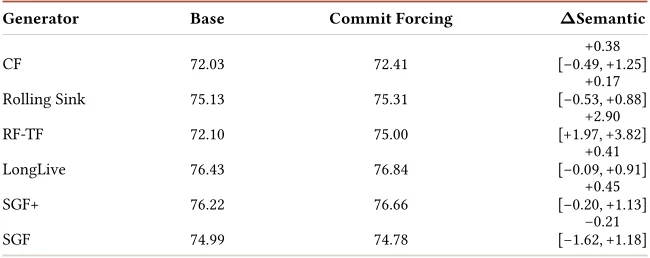 Generator Base Commit Forcing ΔSemantic
+0.38
CF 72.03 72.41 [−0.49, +1.25]
+0.17
Rolling Sink 75.13 75.31 [−0.53, +0.88]
+2.90
RF-TF 72.10 75.00 [+1.97, +3.82]
+0.41
LongLive 76.43 76.84 [−0.09, +0.91]
+0.45
SGF+ 76.22 76.66 [−0.20, +1.13]
−0.21
SGF 74.99 74.78 [−1.62, +1.18]